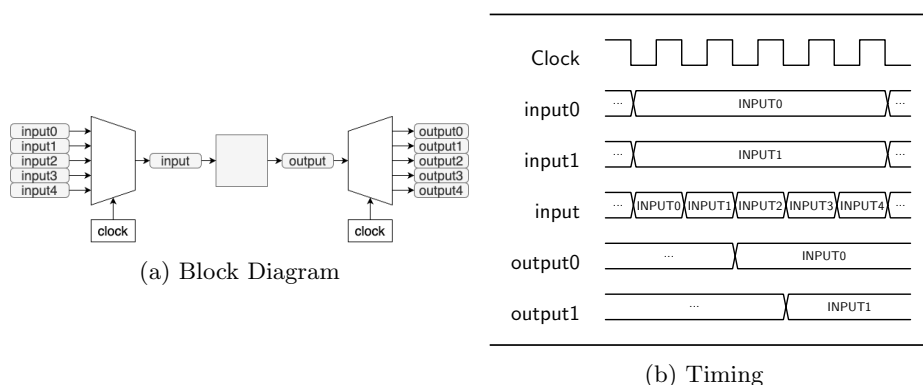 input0
input1
input2
input3
input4
input
output
output0
output1
output2
output3
output4
clock
clock
(a) Block Diagram
Clock
input0 ... INPUT0 ...
input1 ... INPUT1 ...
input ... INPUT0 INPUT1 INPUT2 INPUT3 INPUT4 ...
output0 ... INPUT0
output1 ... INPUT1
(b) Timing